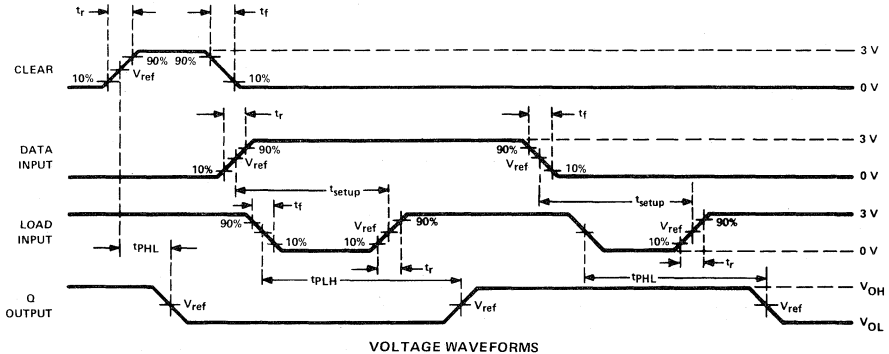 tr
tf
90% 90%
3 V
CLEAR
10%
Vref
10%
0 V
tr
tf
3 V
DATA
INPUT
90%
90%
10%
Vref
Vref
10%
0 V
tsetup
tsetup
tf
3 V
LOAD
INPUT
90%
Vref
90%
Vref
90%
10%
10%
10%
0 V
tPHL
tr
tr
tPLH
tPHL
VOH
Q
OUTPUT
Vref
Vref
Vref
VOL
VOLTAGE WAVEFORMS